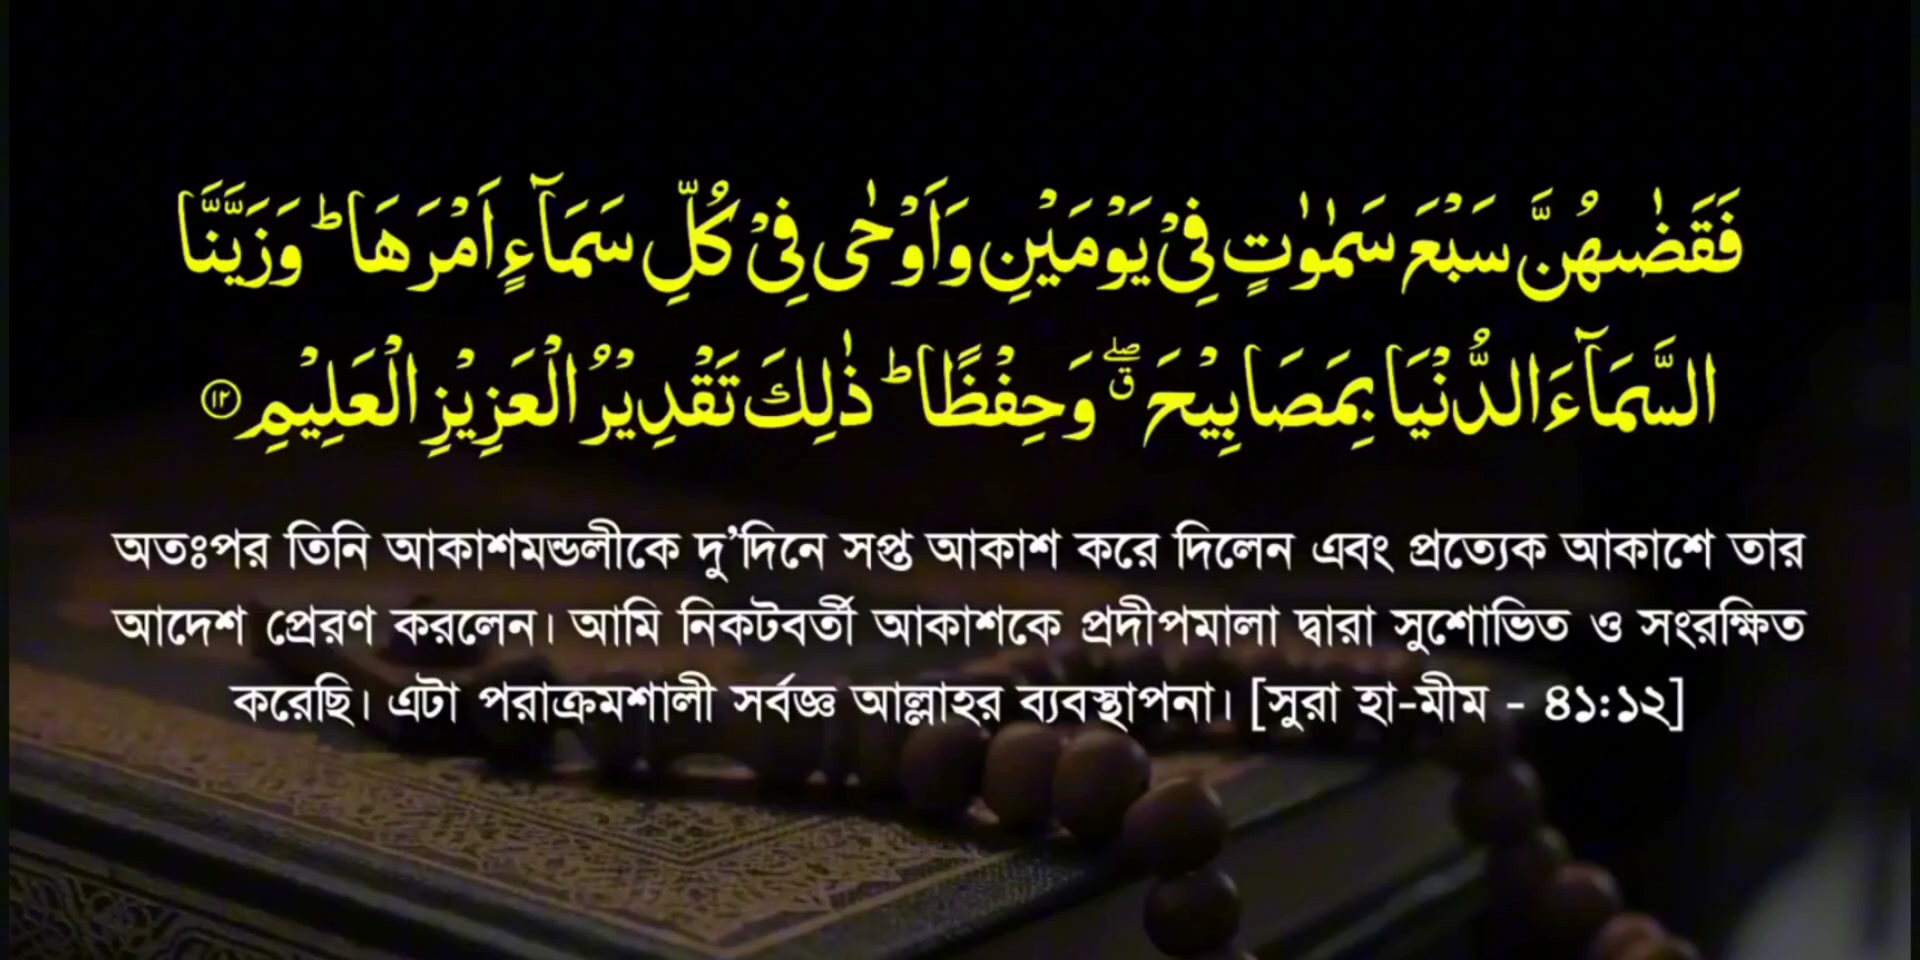 فَقَضٰىهُنَّ سَبْعَ سَمٰوٰتٍ فِیْ یَوْمَیْنِ وَاَوْحٰی فِیْ كُلِّ سَمَآءٍ اَمْرَهَا ؕ وَزَیَّنَّا
السَّمَآءَ الدُّنْیَا بِمَصَابِیْحَ ۖۗ وَحِفْظًا ؕ ذٰلِكَ تَقْدِیْرُ الْعَزِیْزِ الْعَلِیْمِ ۝۱۲
অতঃপর তিনি আকাশমন্ডলীকে দু’দিনে সপ্ত আকাশ করে দিলেন এবং প্রত্যেক আকাশে তার
আদেশ প্রেরণ করলেন। আমি নিকটবর্তী আকাশকে প্রদীপমালা দ্বারা সুশোভিত ও সংরক্ষিত
করেছি। এটা পরাক্রমশালী সর্বজ্ঞ আল্লাহর ব্যবস্থাপনা। [সুরা হা-মীম - ৪১:১২]